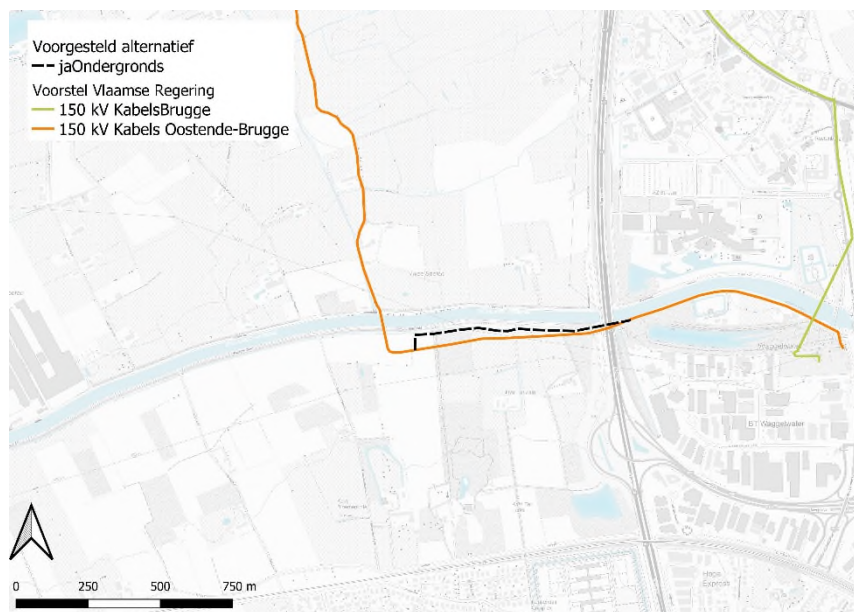 Voorgesteld alternatief
jaOndergronds
Voorstel Vlaamse Regering
150 kV KabelsBrugge
150 kV Kabels Oostende-Brugge
BT Waggelwater
0 250 500 750 m